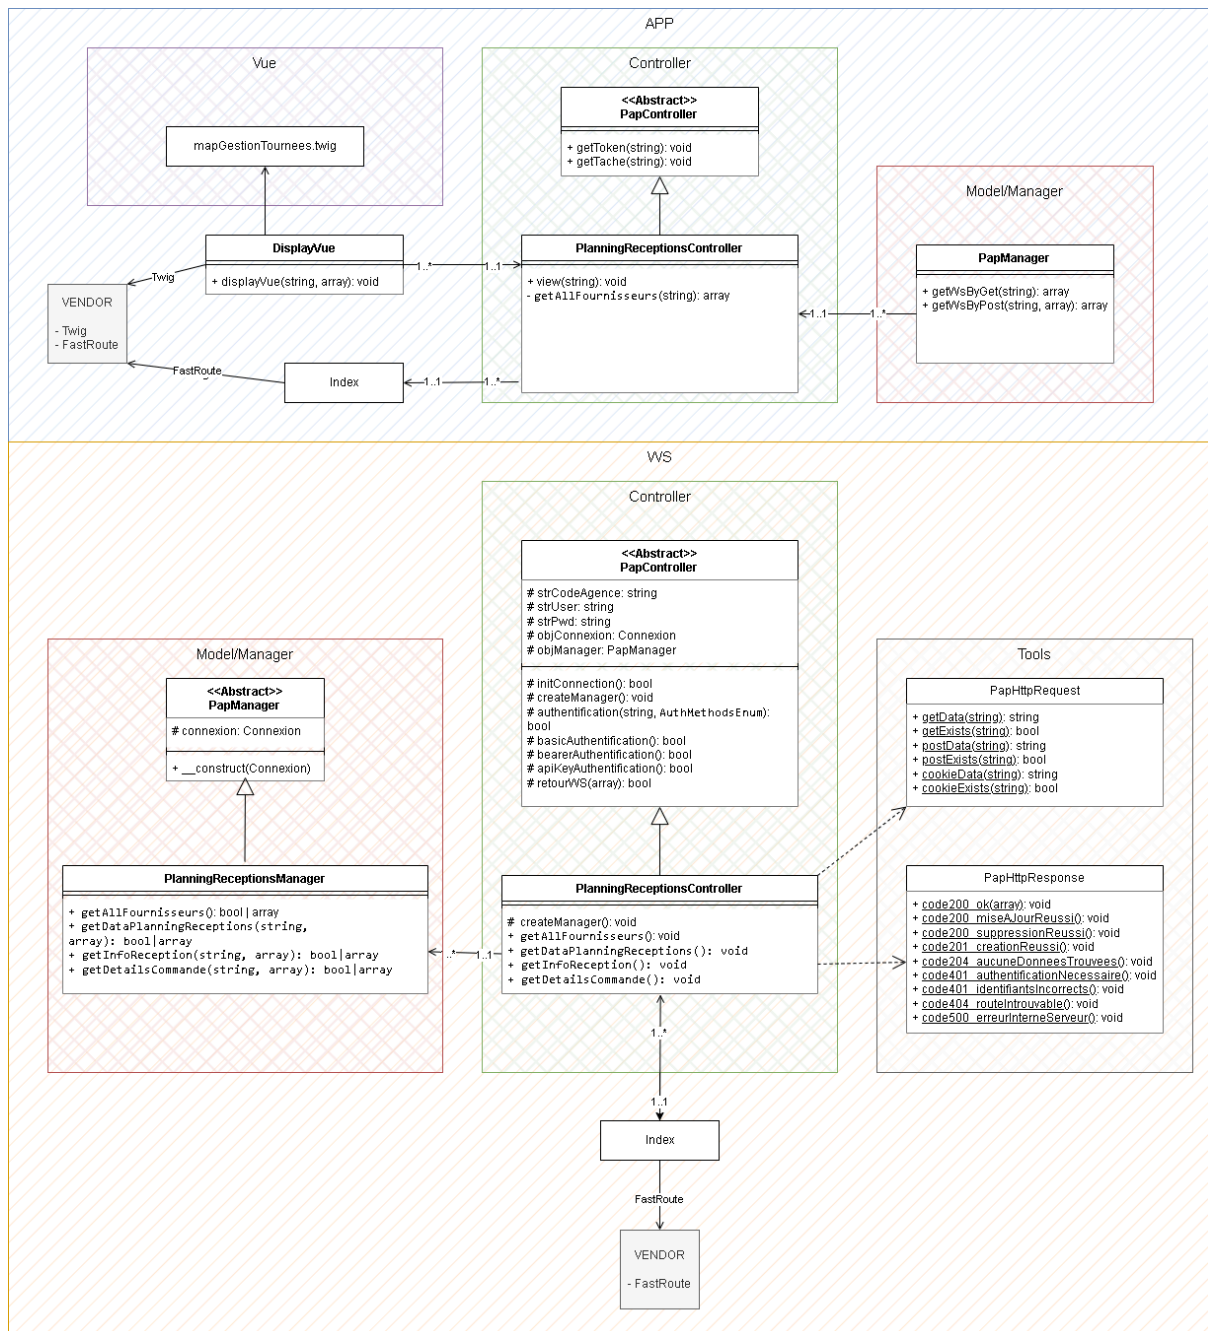 APP
Vue
mapGestionTournees.twig
Controller
<<Abstract>>
PapController
+ getToken(string): void
+ getTache(string): void
Model/Manager
DisplayVue
+ displayVue(string, array): void
1..*
1..1
PlanningReceptionsController
+ view(string): void
- getAllFournisseurs(string): array
PapManager
+ getWsByGet(string): array
+ getWsByPost(string, array): array
1..1
1..*
Twig
VENDOR
- Twig
- FastRoute
FastRoute
Index
1..1
1..*
WS
Controller
<<Abstract>>
PapController
# strCodeAgence: string
# strUser: string
# strPwd: string
# objConnexion: Connexion
# objManager: PapManager
# initConnection(): bool
# createManager(): void
# authentification(string, AuthMethodsEnum):
bool
# basicAuthentification(): bool
# bearerAuthentification(): bool
# apiKeyAuthentification(): bool
# retourWS(array): bool
Model/Manager
<<Abstract>>
PapManager
# connexion: Connexion
+ __construct(Connexion)
Tools
PapHttpRequest
+ getData(string): string
+ getExists(string): bool
+ postData(string): string
+ postExists(string): bool
+ cookieData(string): string
+ cookieExists(string): bool
PlanningReceptionsManager
+ getAllFournisseurs(): bool|array
+ getDataPlanningReceptions(string,
array): bool|array
+ getInfoReception(string, array): bool|array
+ getDetailsCommande(string, array): bool|array
..*
1..1
PlanningReceptionsController
# createManager(): void
+ getAllFournisseurs(): void
+ getDataPlanningReceptions(): void
+ getInfoReception(): void
+ getDetailsCommande(): void
PapHttpResponse
+ code200_ok(array): void
+ code200_miseAJourReussi(): void
+ code200_suppressionReussi(): void
+ code201_creationReussi(): void
+ code204_aucuneDonneesTrouvees(): void
+ code401_authentificationNecessaire(): void
+ code401_identifiantsIncorrects(): void
+ code404_routeIntrouvable(): void
+ code500_erreurInterneServeur(): void
1..*
1..1
Index
FastRoute
VENDOR
- FastRoute